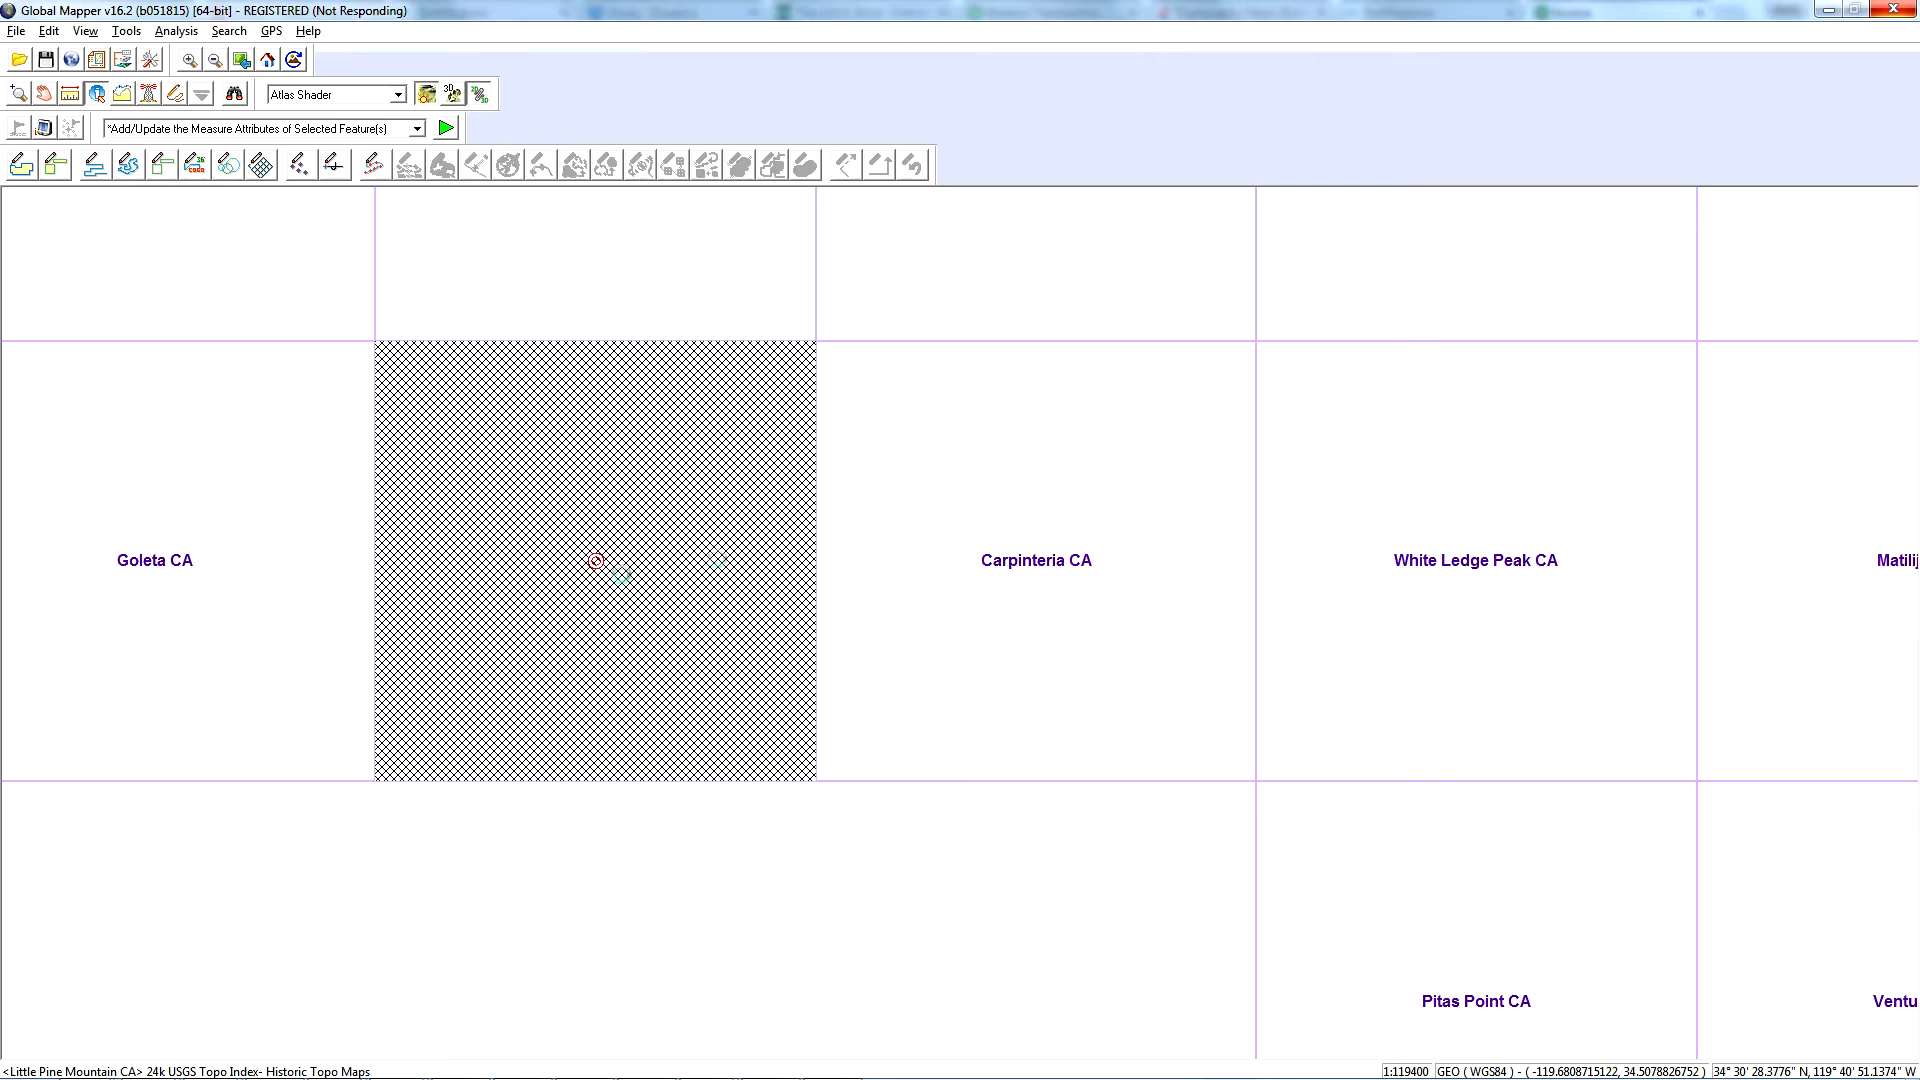 Global Mapper v16.2 (b051815) [64-bit] - REGISTERED (Not Responding)
File Edit View Tools Analysis Search GPS Help
Atlas Shader
3D
*Add/Update the Measure Attributes of Selected Feature(s)
Goleta CA
Carpinteria CA
White Ledge Peak CA
Matilij
Pitas Point CA
Ventu
<Little Pine Mountain CA> 24k USGS Topo Index- Historic Topo Maps
1:119400 GEO ( WGS84 ) - ( -119.6808715122, 34.5078826752 ) 34° 30' 28.3776" N, 119° 40' 51.1374" W